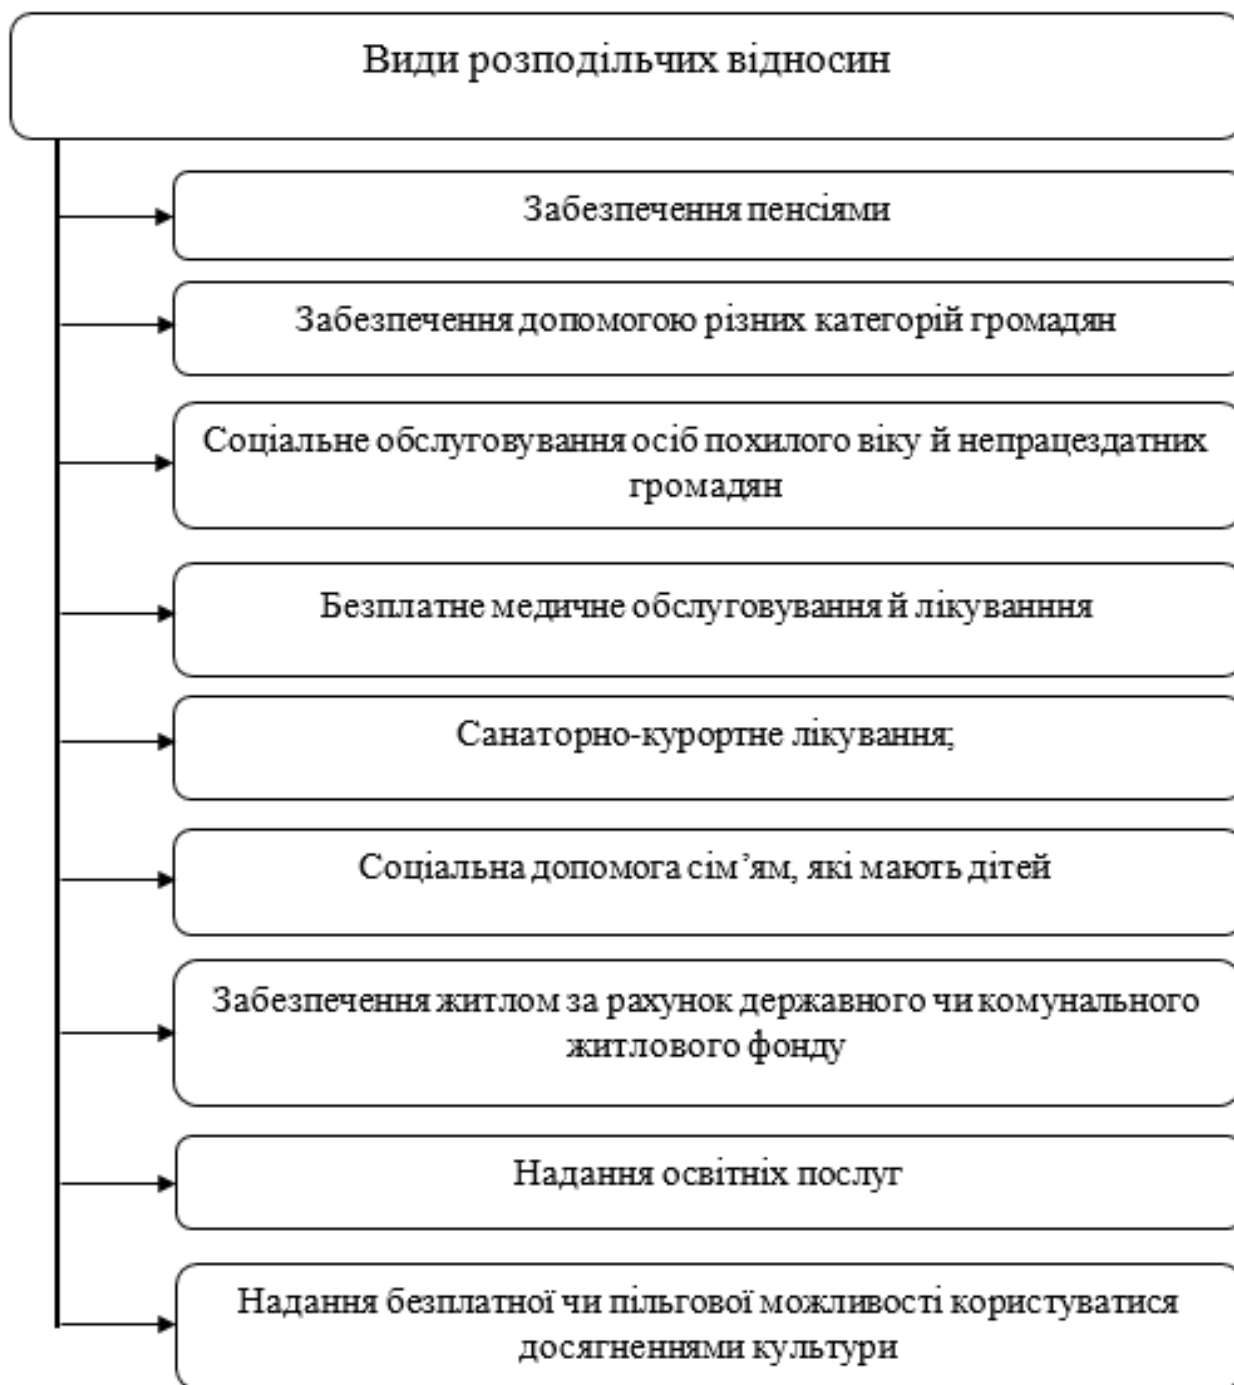 Види розподільчих відносин
Забезпечення пенсіями
Забезпечення допомогою різних категорій громадян
Соціальне обслуговування осіб похилого віку й непрацездатних
громадян
Безплатне медичне обслуговування й лікуванння
Санаторно-курортне лікування;
Соціальна допомога сім’ям, які мають дітей
Забезпечення житлом за рахунок державного чи комунального
житлового фонду
Надання освітніх послуг
Надання безплатної чи пільгової можливості користуватися
досягненнями культури